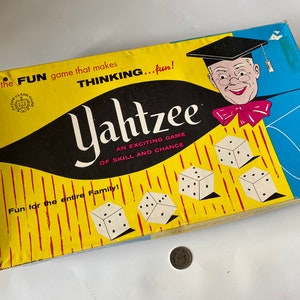 the FUN game that makes
THINKING...fun!
Yahtzee
AN EXCITING GAME
OF SKILL AND CHANCE
Fun for the entire Family!